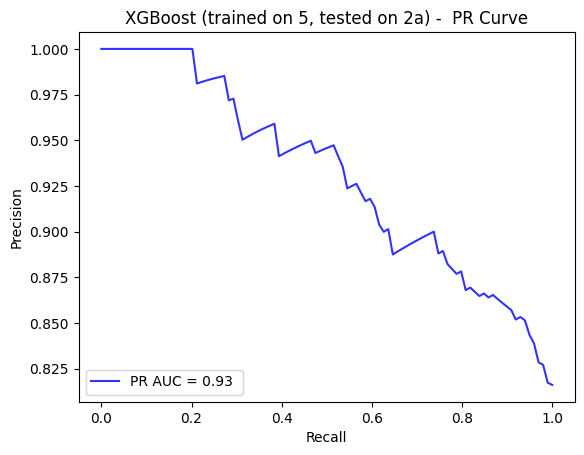 XGBoost (trained on 5, tested on 2a) -  PR Curve
1.000
0.975
0.950
0.925
0.900
0.875
0.850
0.825
Precision
PR AUC = 0.93
0.0 0.2 0.4 0.6 0.8 1.0
Recall